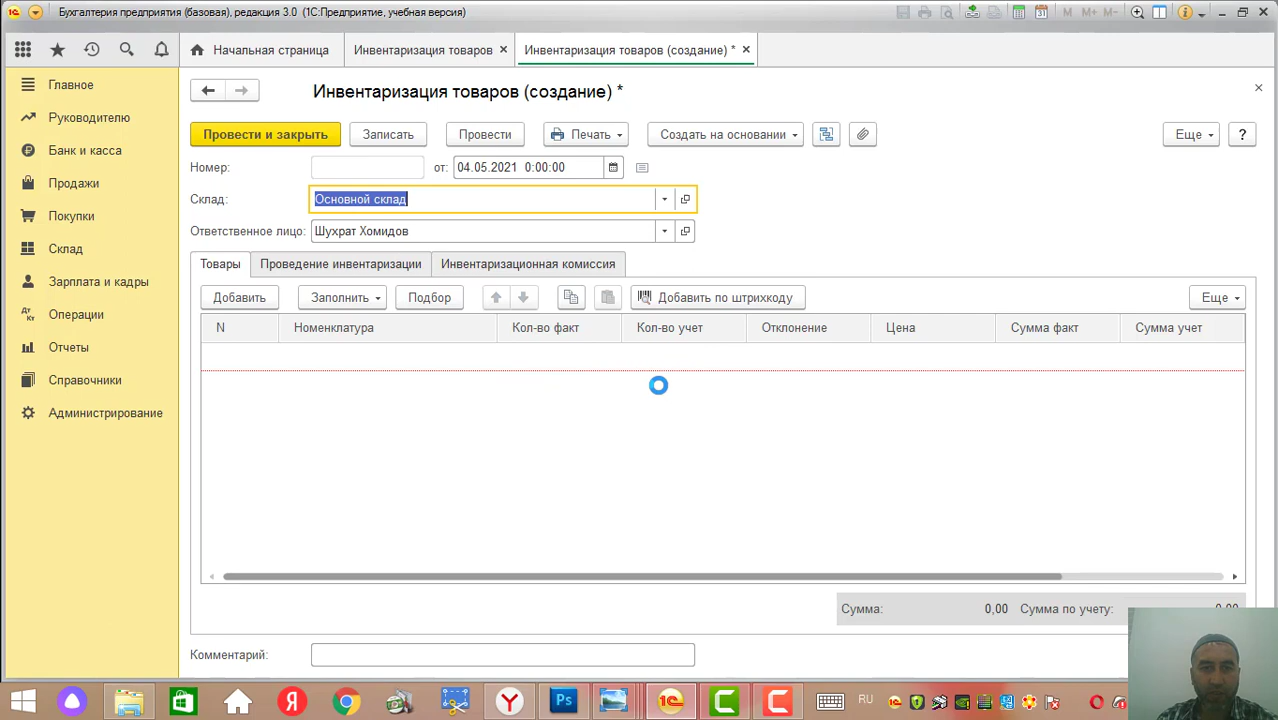 Бухгалтерия предприятия (базовая), редакция 3.0 (1С:Предприятие, учебная версия)
M M+ M-
Начальная страница
Инвентаризация товаров
Инвентаризация товаров (создание) *
Главное
Руководителю
Банк и касса
Продажи
Покупки
Склад
Зарплата и кадры
Операции
Отчеты
Справочники
Администрирование
Инвентаризация товаров (создание) *
Провести и закрыть Записать Провести Печать Создать на основании Еще ?
Номер: от: 04.05.2021 0:00:00
Склад: Основной склад
Ответственное лицо: Шухрат Хомидов
Товары Проведение инвентаризации Инвентаризационная комиссия
Добавить Заполнить Подбор Добавить по штрихкоду Еще
N Номенклатура Кол-во факт Кол-во учет Отклонение Цена Сумма факт Сумма учет
Сумма: 0,00 Сумма по учету:
Комментарий:
RU